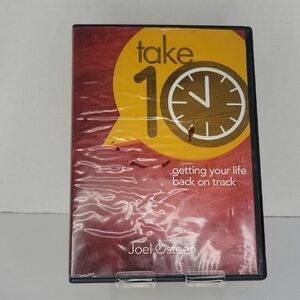 take
10
getting your life
back on track
Joel Osteen